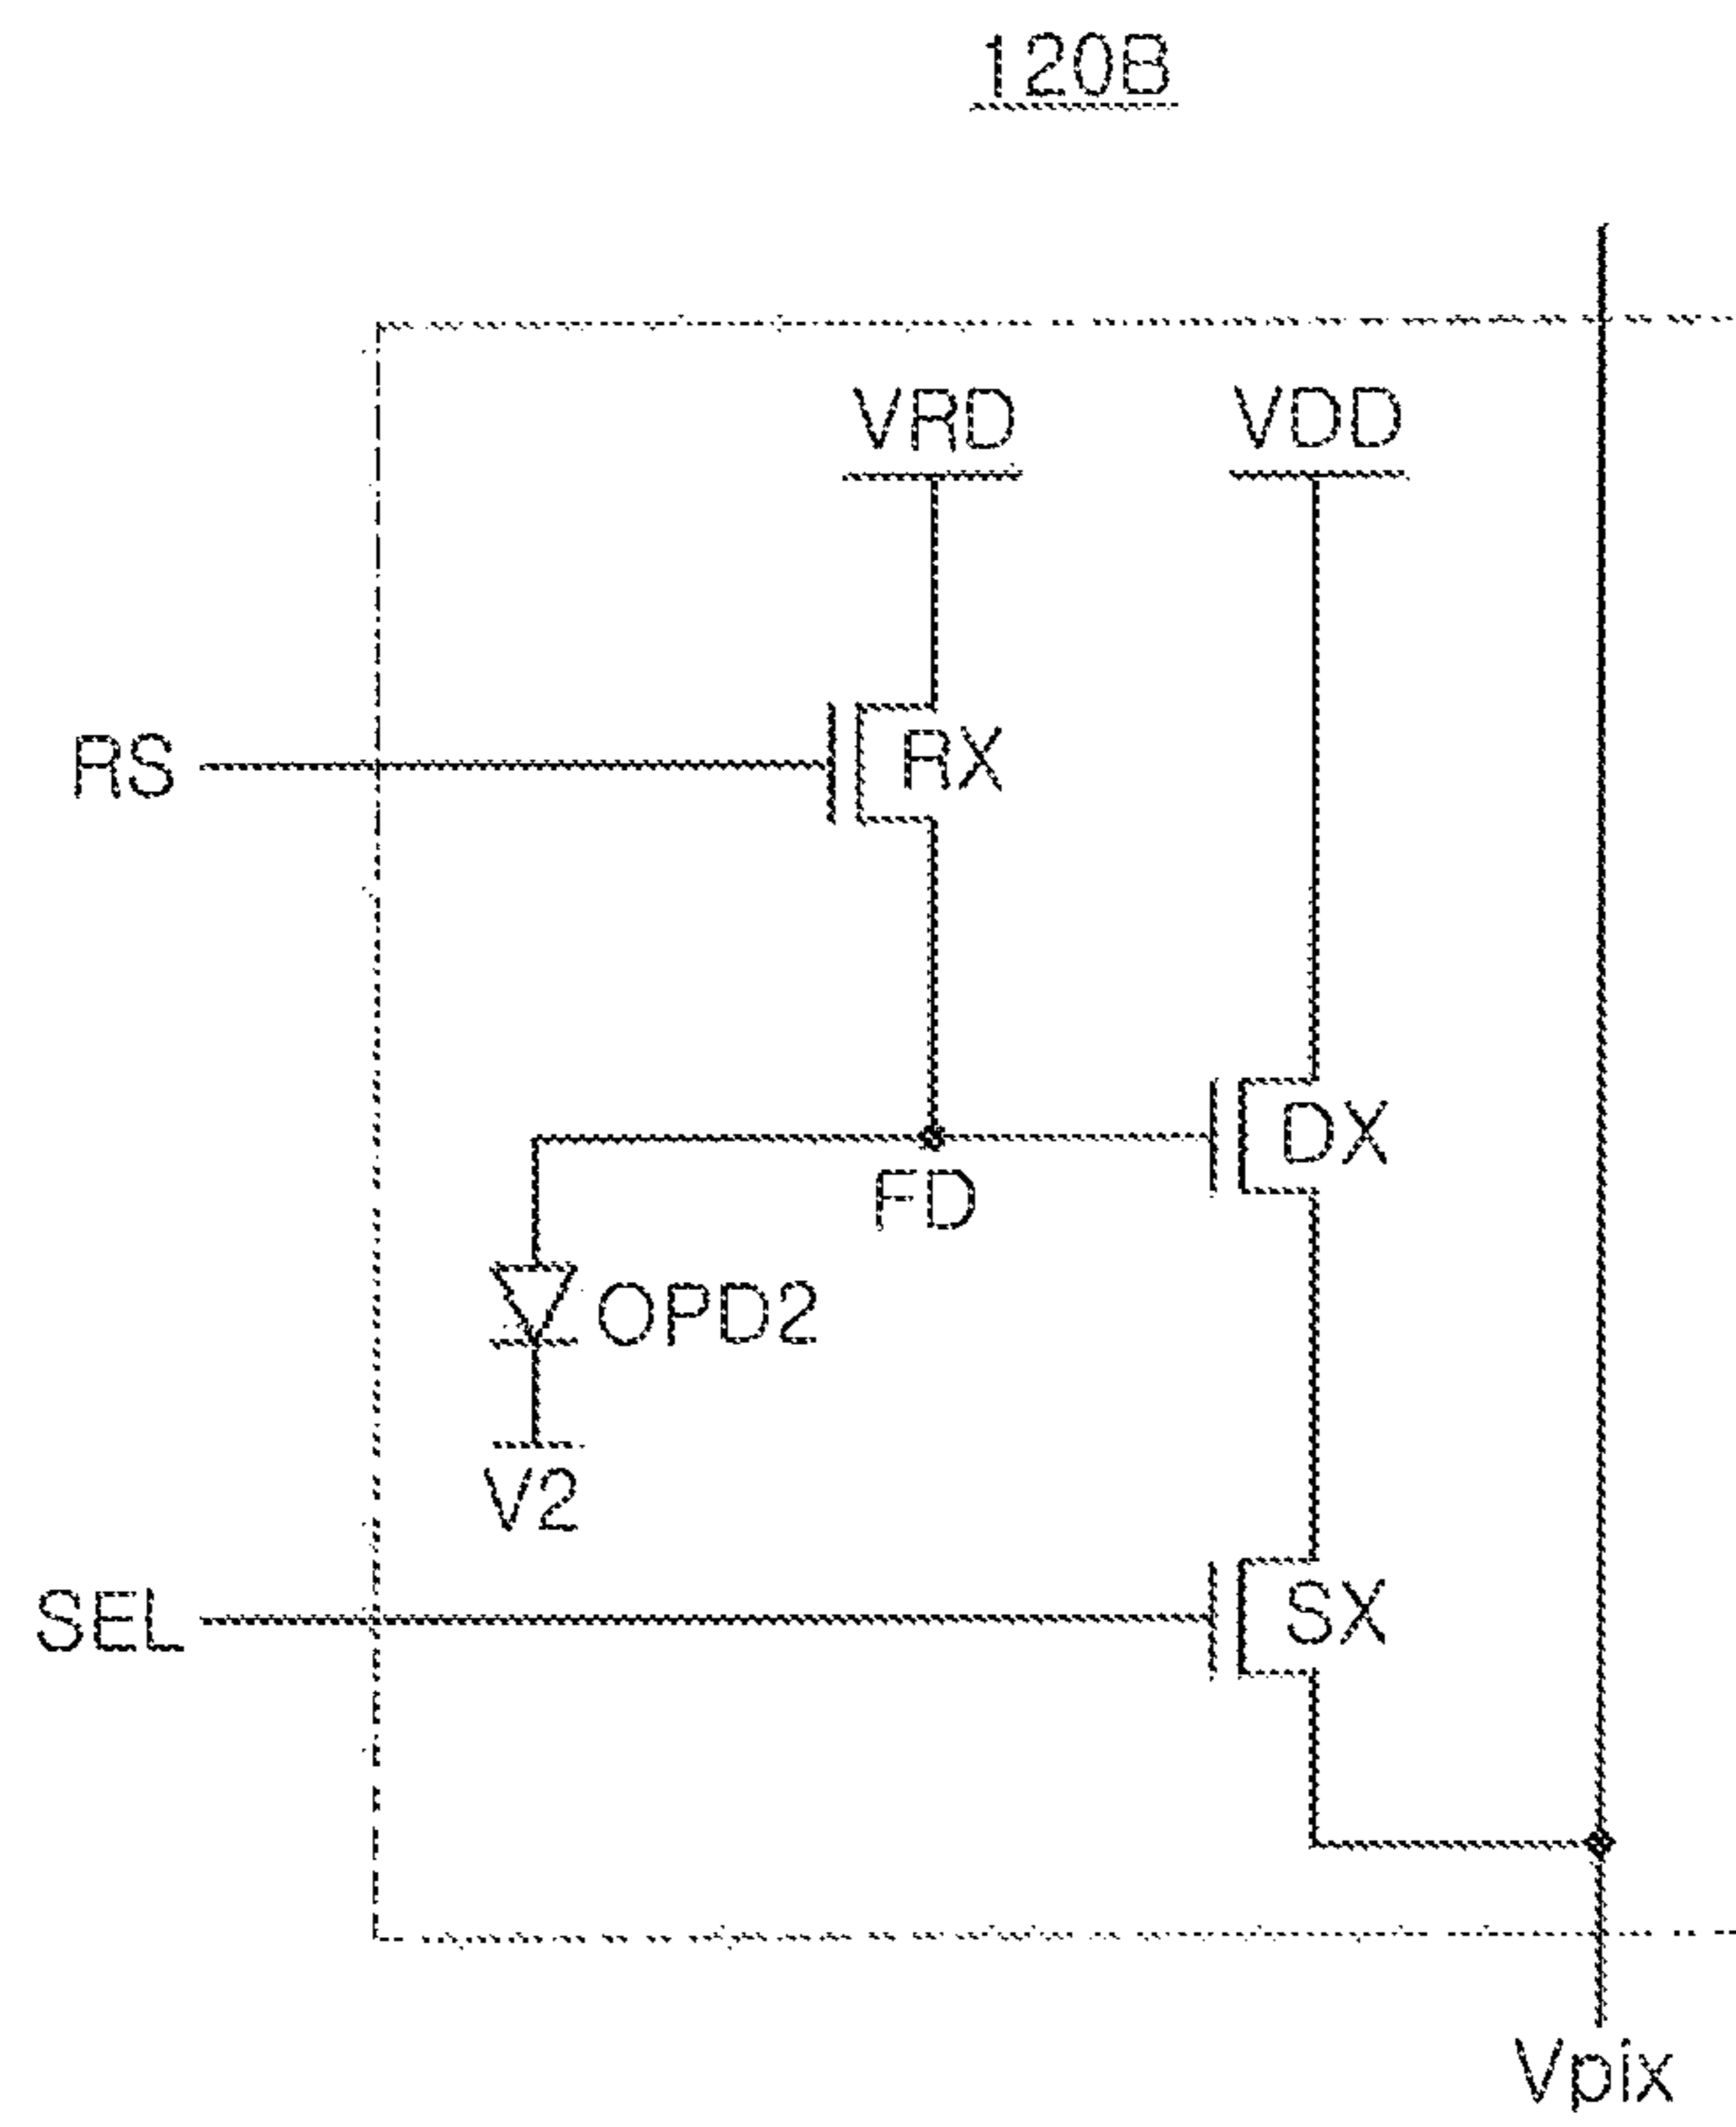 120B
VRD
VDD
RS
RX
DX
FD
OPD2
V2
SEL
SX
Vpix